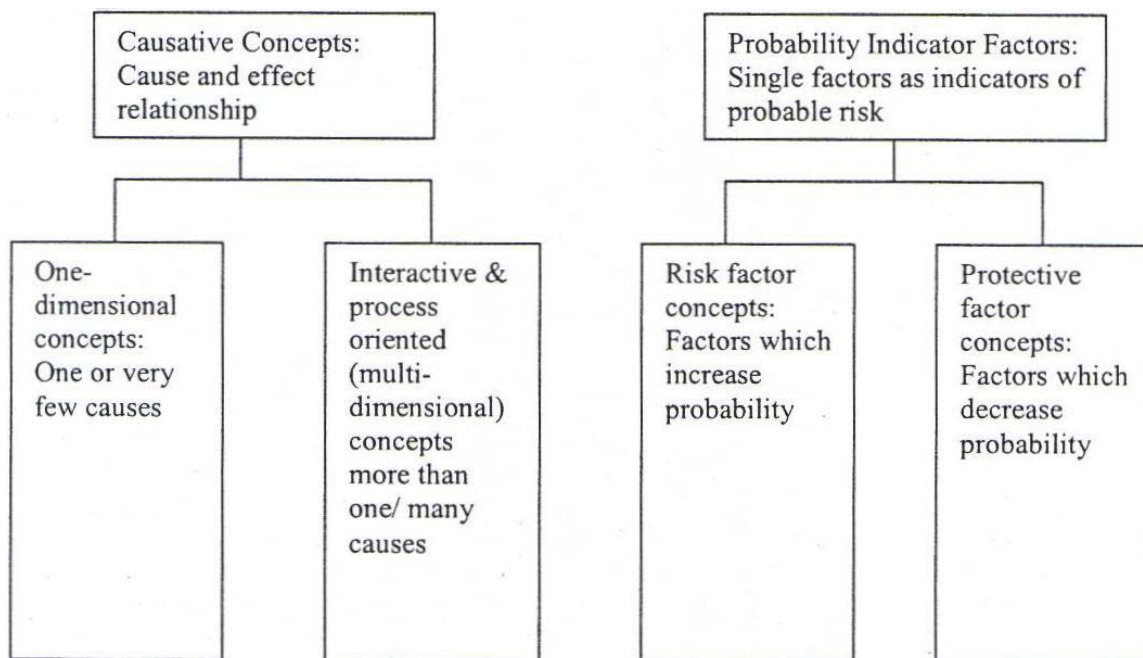 Causative Concepts:
Cause and effect
relationship
Probability Indicator Factors:
Single factors as indicators of
probable risk
One-
dimensional
concepts:
One or very
few causes
Interactive &
process
oriented
(multi-
dimensional)
concepts
more than
one/ many
causes
Risk factor
concepts:
Factors which
increase
probability
Protective
factor
concepts:
Factors which
decrease
probability